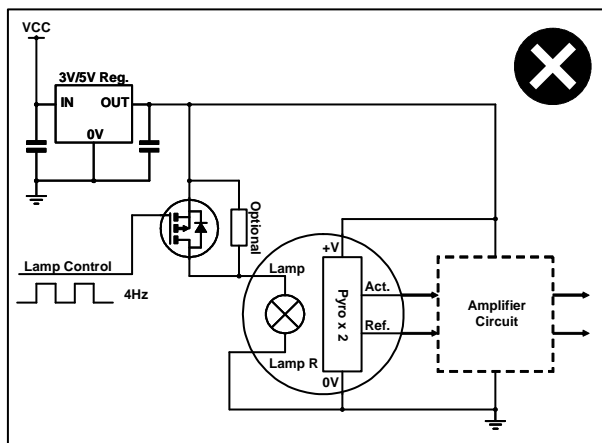 VCC
3V/5V Reg.
IN OUT
0V
Optional
Lamp Control
4Hz
+V
Lamp
Pyro x 2
Act.
Ref.
Lamp R
0V
Amplifier
Circuit